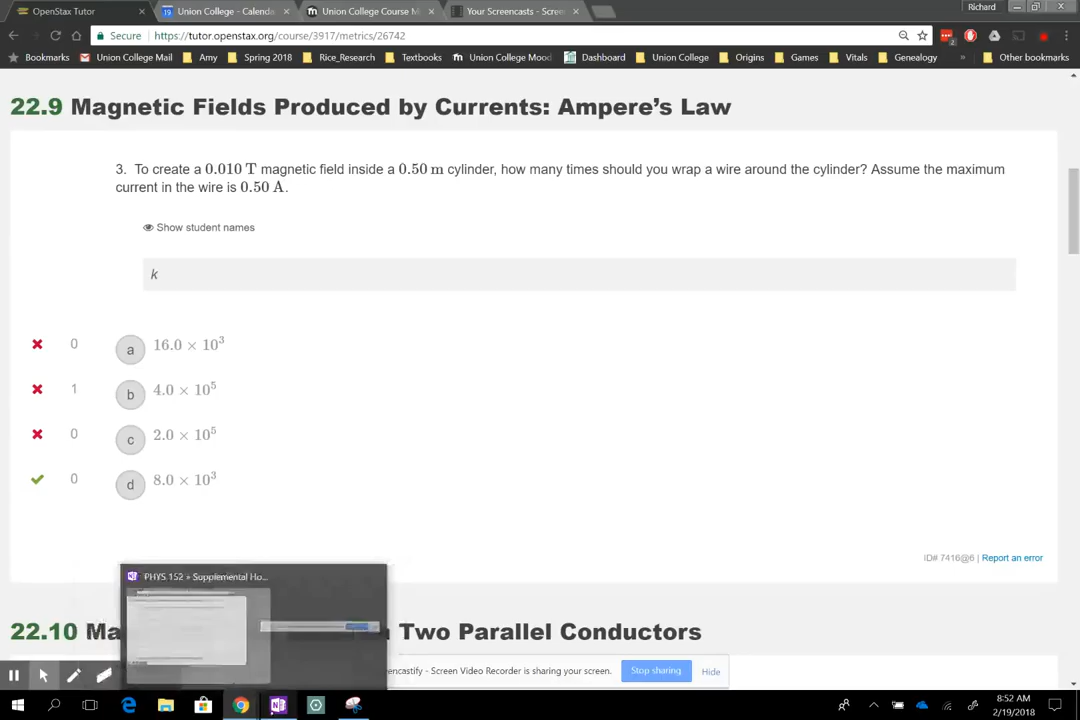 OpenStax Tutor
Union College - Calenda
Union College Course M
Your Screencasts - Scree
Richard
Secure | https://tutor.openstax.org/course/3917/metrics/26742
Bookmarks Union College Mail Amy Spring 2018 Rice_Research Textbooks Union College Mood Dashboard Union College Origins Games Vitals Genealogy » Other bookmarks
22.9 Magnetic Fields Produced by Currents: Ampere's Law
3. To create a 0.010 T magnetic field inside a 0.50 m cylinder, how many times should you wrap a wire around the cylinder? Assume the maximum
current in the wire is 0.50 A.
Show student names
k
0 a 16.0 × 10³
1 b 4.0 × 10⁵
0 c 2.0 × 10⁵
0 d 8.0 × 10³
ID# 7416@6 | Report an error
PHYS 152 » Supplemental Ho...
22.10 Ma Two Parallel Conductors
encastify - Screen Video Recorder is sharing your screen. Stop sharing Hide
8:52 AM
2/19/2018